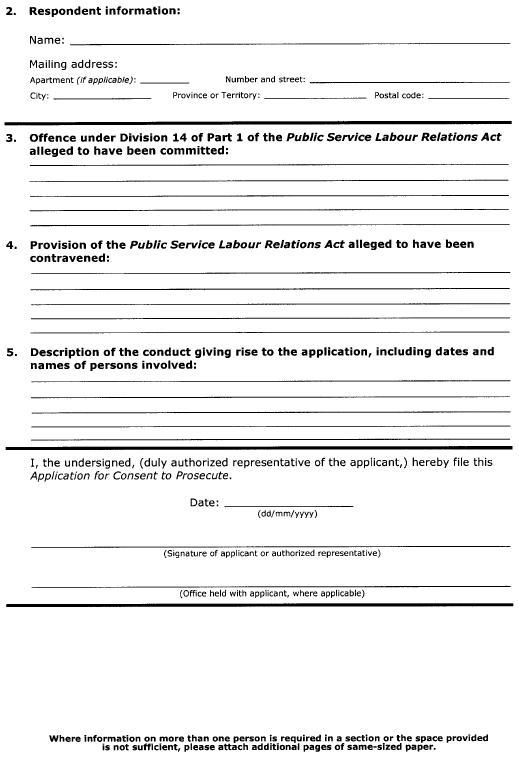 2. Respondent information:
Name:
Mailing address:
Apartment (if applicable): Number and street:
City: Province or Territory: Postal code:
3. Offence under Division 14 of Part 1 of the Public Service Labour Relations Act
alleged to have been committed:
4. Provision of the Public Service Labour Relations Act alleged to have been
contravened:
5. Description of the conduct giving rise to the application, including dates and
names of persons involved:
I, the undersigned, (duly authorized representative of the applicant,) hereby file this
Application for Consent to Prosecute.
Date:
(dd/mm/yyyy)
(Signature of applicant or authorized representative)
(Office held with applicant, where applicable)
Where information on more than one person is required in a section or the space provided
is not sufficient, please attach additional pages of same-sized paper.